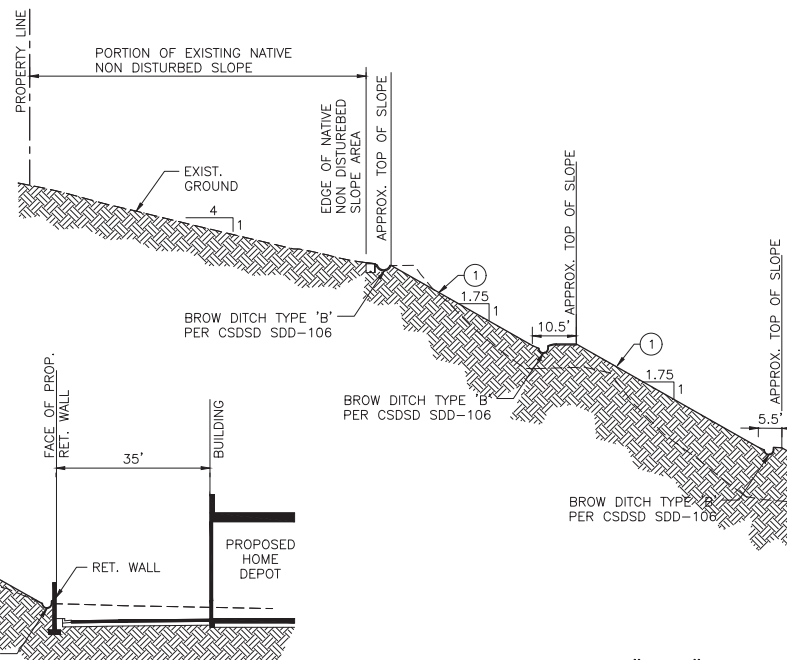 PROPERTY LINE
PORTION OF EXISTING NATIVE
NON DISTURBED SLOPE
EXIST.
GROUND
4
1
EDGE OF NATIVE
NON DISTUREBED
SLOPE AREA
APPROX. TOP OF SLOPE
BROW DITCH TYPE 'B'
PER CSDSD SDD-106
1
1.75
1
10.5'
APPROX. TOP OF SLOPE
BROW DITCH TYPE 'B'
PER CSDSD SDD-106
1
1.75
1
APPROX. TOP OF SLOPE
5.5'
BROW DITCH TYPE 'B'
PER CSDSD SDD-106
FACE OF PROP.
RET. WALL
35'
BUILDING
RET. WALL
PROPOSED
HOME
DEPOT